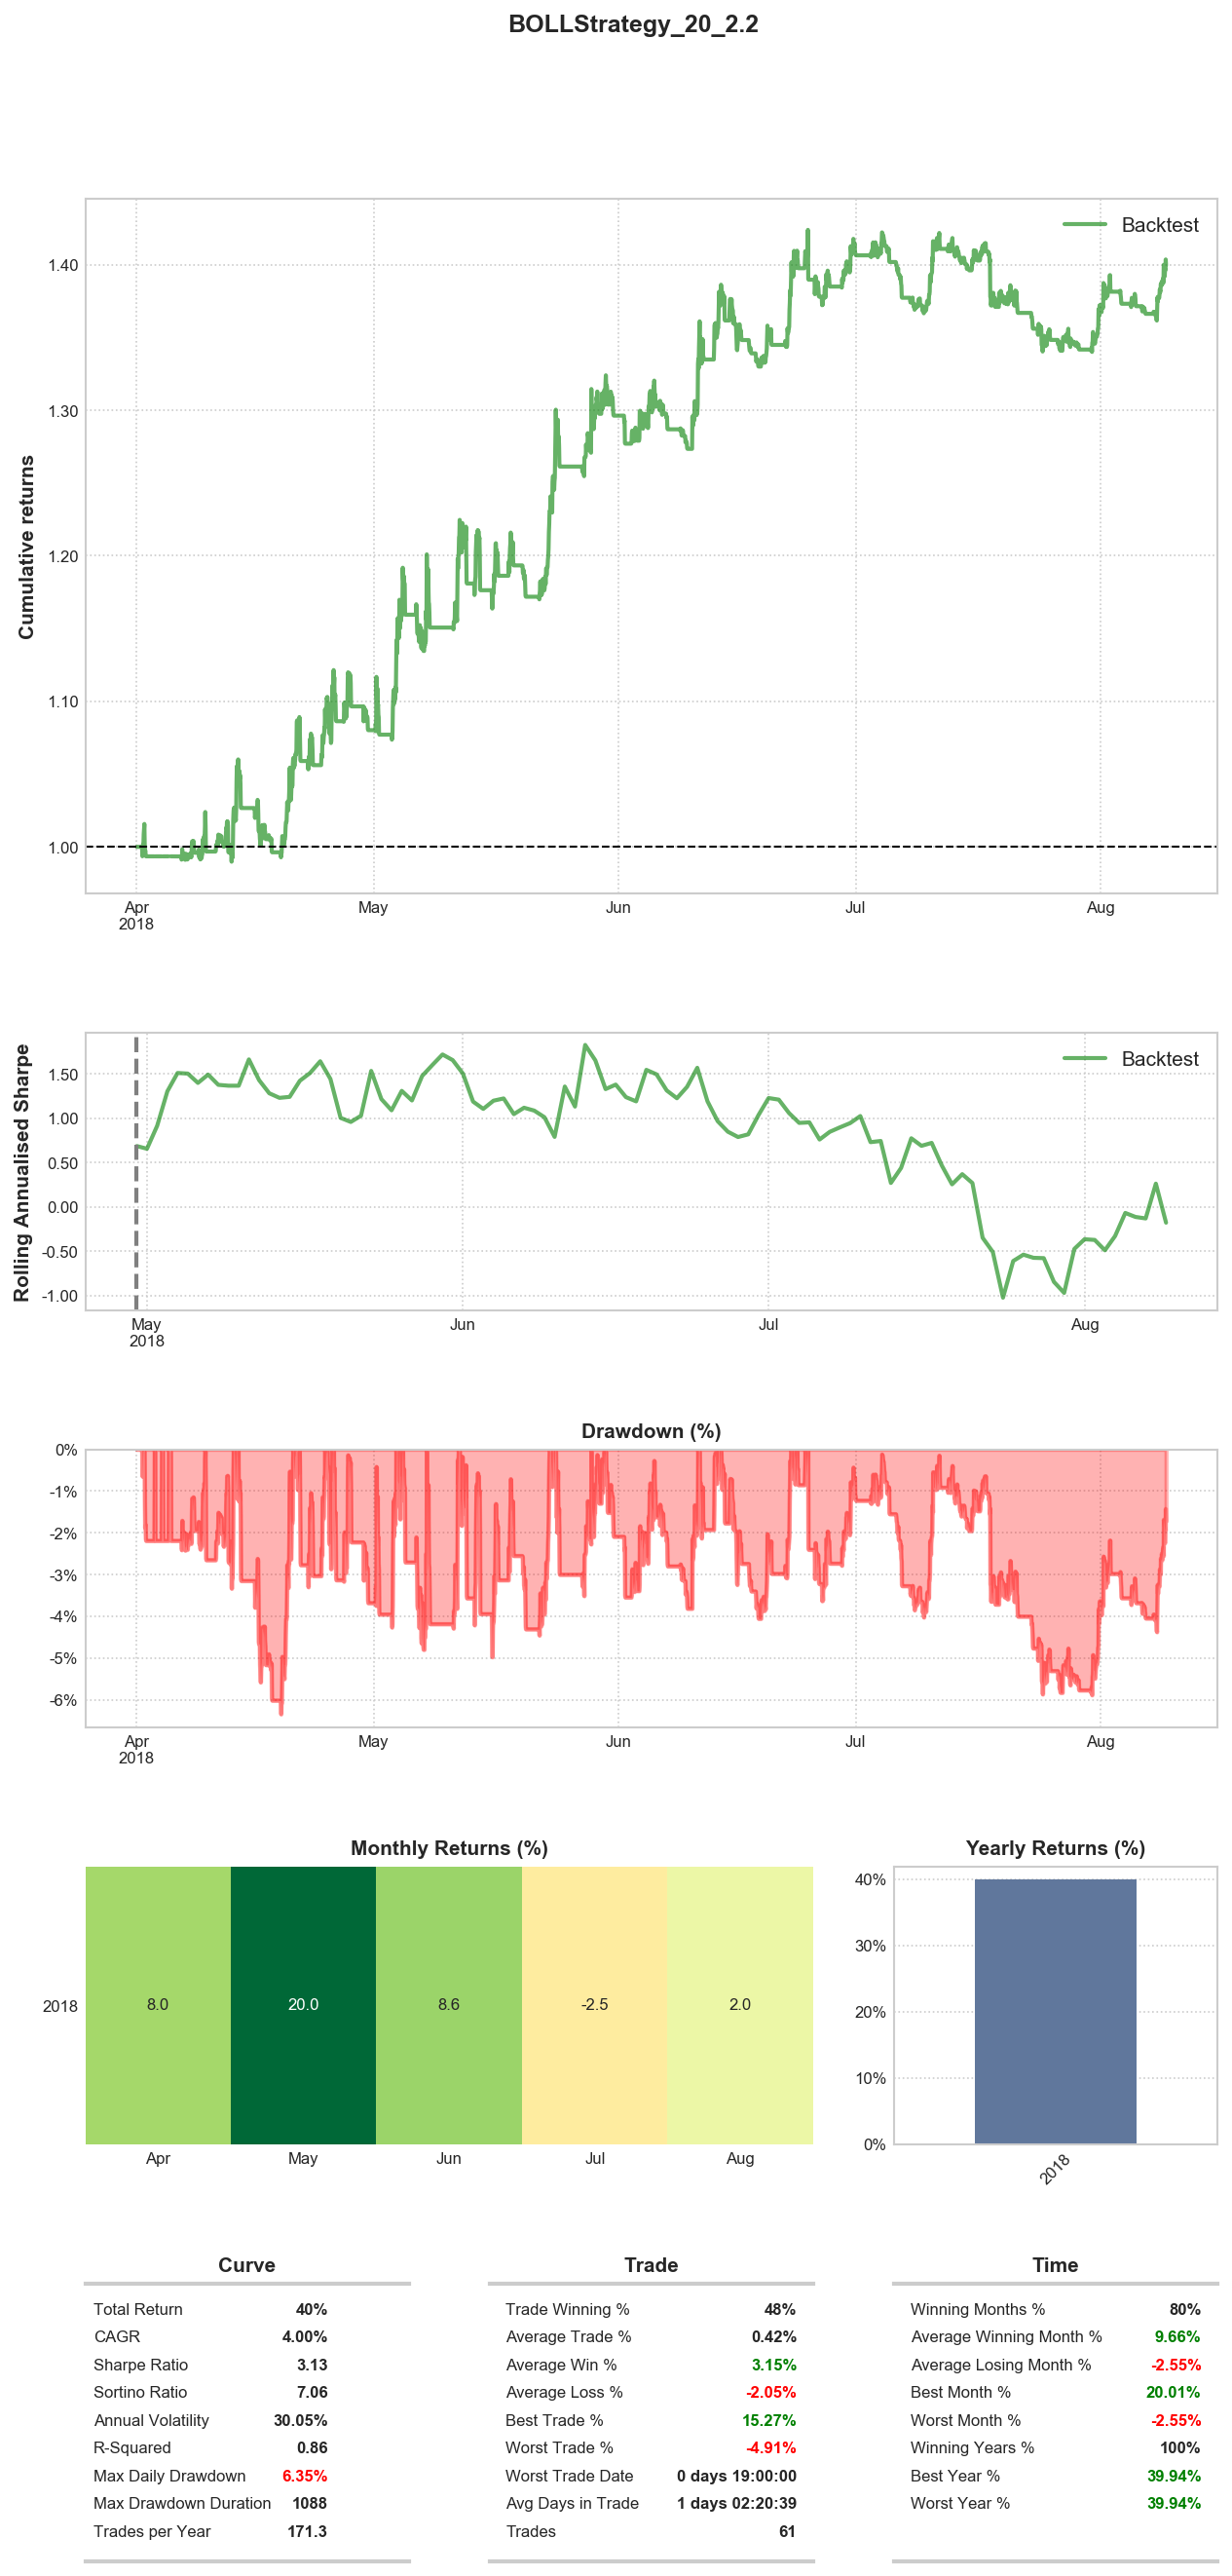 BOLLStrategy_20_2.2
Backtest
Cumulative returns
1.40
1.30
1.20
1.10
1.00
Apr May Jun Jul Aug
2018
Backtest
Rolling Annualised Sharpe
1.50
1.00
0.50
0.00
-0.50
-1.00
May Jun Jul Aug
2018
Drawdown (%)
0%
-1%
-2%
-3%
-4%
-5%
-6%
Apr May Jun Jul Aug
2018
Monthly Returns (%)
2018 8.0 20.0 8.6 -2.5 2.0
Apr May Jun Jul Aug
Yearly Returns (%)
40%
30%
20%
10%
0%
2018
Curve
Total Return 40%
CAGR 4.00%
Sharpe Ratio 3.13
Sortino Ratio 7.06
Annual Volatility 30.05%
R-Squared 0.86
Max Daily Drawdown 6.35%
Max Drawdown Duration 1088
Trades per Year 171.3
Trade
Trade Winning % 48%
Average Trade % 0.42%
Average Win % 3.15%
Average Loss % -2.05%
Best Trade % 15.27%
Worst Trade % -4.91%
Worst Trade Date 0 days 19:00:00
Avg Days in Trade 1 days 02:20:39
Trades 61
Time
Winning Months % 80%
Average Winning Month % 9.66%
Average Losing Month % -2.55%
Best Month % 20.01%
Worst Month % -2.55%
Winning Years % 100%
Best Year % 39.94%
Worst Year % 39.94%